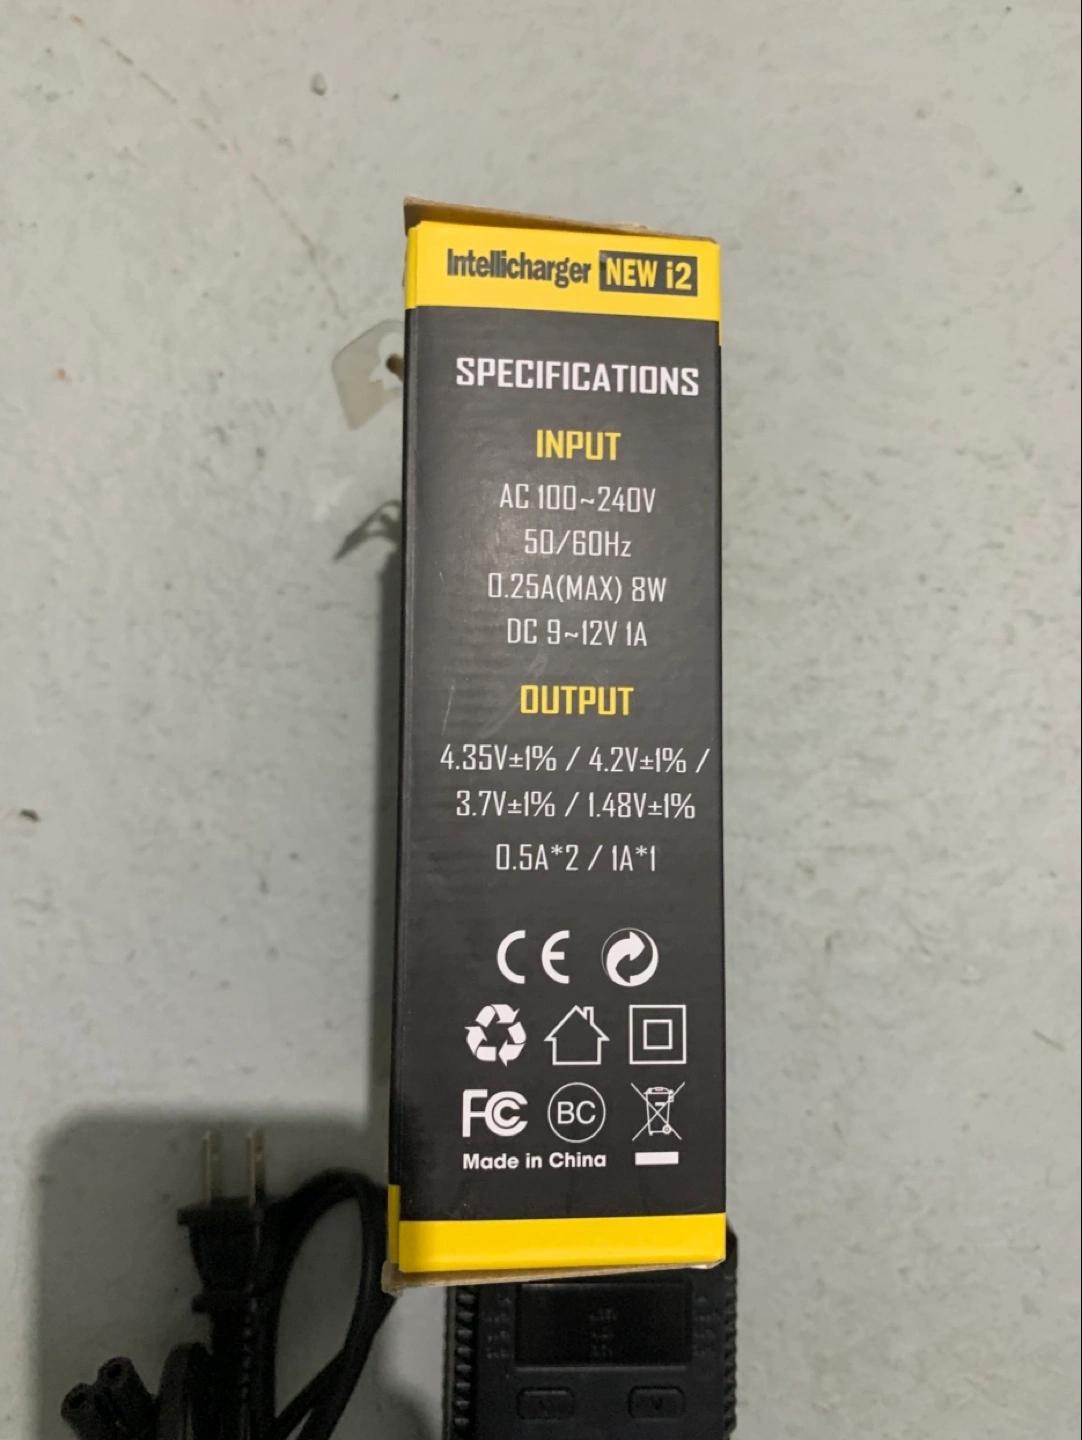 Intellicharger NEW i2
SPECIFICATIONS
INPUT
AC 100~240V
50/60Hz
0.25A(MAX) 8W
DC 9~12V 1A
OUTPUT
4.35V±1% / 4.2V±1% /
3.7V±1% / 1.48V±1%
0.5A*2 / 1A*1
CE
FC BC
Made in China